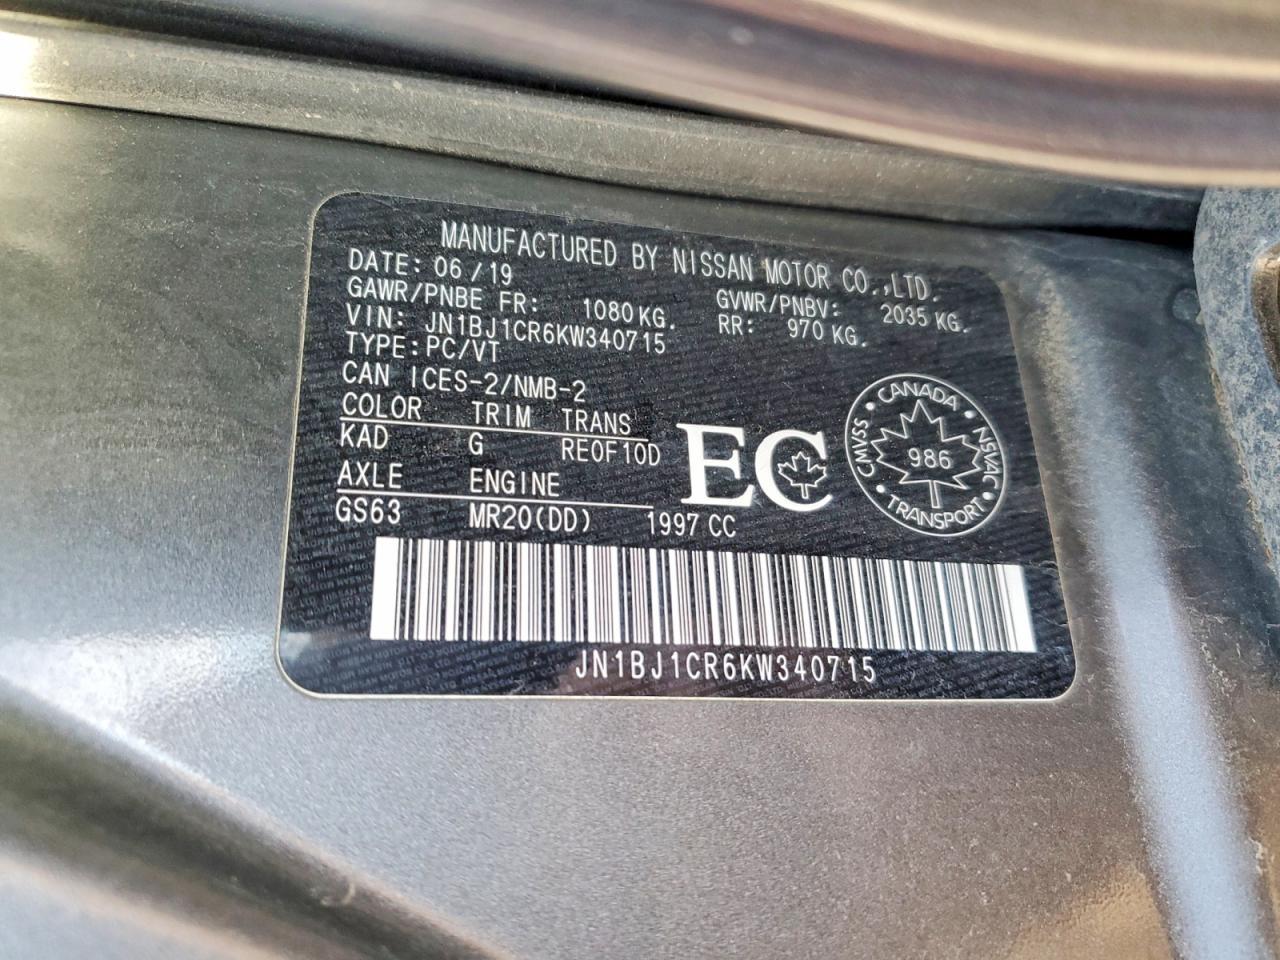 MANUFACTURED BY NISSAN MOTOR CO.,LTD.
DATE: 06/19
GVWR/PNBV: 2035 KG.
GAWR/PNBE FR: 1080 KG. RR: 970 KG.
VIN: JN1BJ1CR6KW340715
TYPE: PC/VT
CAN ICES-2/NMB-2
COLOR TRIM TRANS
KAD G RE0F10D
AXLE ENGINE
GS63 MR20(DD) 1997 CC
EC
CANADA
CMVSS 986 NSVAC
TRANSPORT
JN1BJ1CR6KW340715